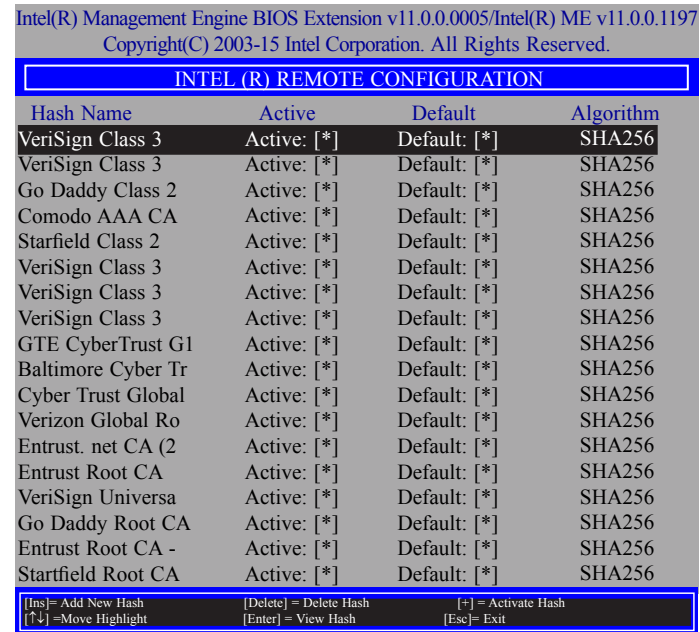 Intel(R) Management Engine BIOS Extension v11.0.0.0005/Intel(R) ME v11.0.0.1197
Copyright(C) 2003-15 Intel Corporation. All Rights Reserved.
INTEL (R) REMOTE CONFIGURATION
Hash Name Active Default Algorithm
VeriSign Class 3 Active: [*] Default: [*] SHA256
VeriSign Class 3 Active: [*] Default: [*] SHA256
Go Daddy Class 2 Active: [*] Default: [*] SHA256
Comodo AAA CA Active: [*] Default: [*] SHA256
Starfield Class 2 Active: [*] Default: [*] SHA256
VeriSign Class 3 Active: [*] Default: [*] SHA256
VeriSign Class 3 Active: [*] Default: [*] SHA256
VeriSign Class 3 Active: [*] Default: [*] SHA256
GTE CyberTrust G1 Active: [*] Default: [*] SHA256
Baltimore Cyber Tr Active: [*] Default: [*] SHA256
Cyber Trust Global Active: [*] Default: [*] SHA256
Verizon Global Ro Active: [*] Default: [*] SHA256
Entrust. net CA (2 Active: [*] Default: [*] SHA256
Entrust Root CA Active: [*] Default: [*] SHA256
VeriSign Universa Active: [*] Default: [*] SHA256
Go Daddy Root CA Active: [*] Default: [*] SHA256
Entrust Root CA - Active: [*] Default: [*] SHA256
Startfield Root CA Active: [*] Default: [*] SHA256
[Ins]= Add New Hash [Delete] = Delete Hash [+] = Activate Hash
[↑↓] =Move Highlight [Enter] = View Hash [Esc]= Exit